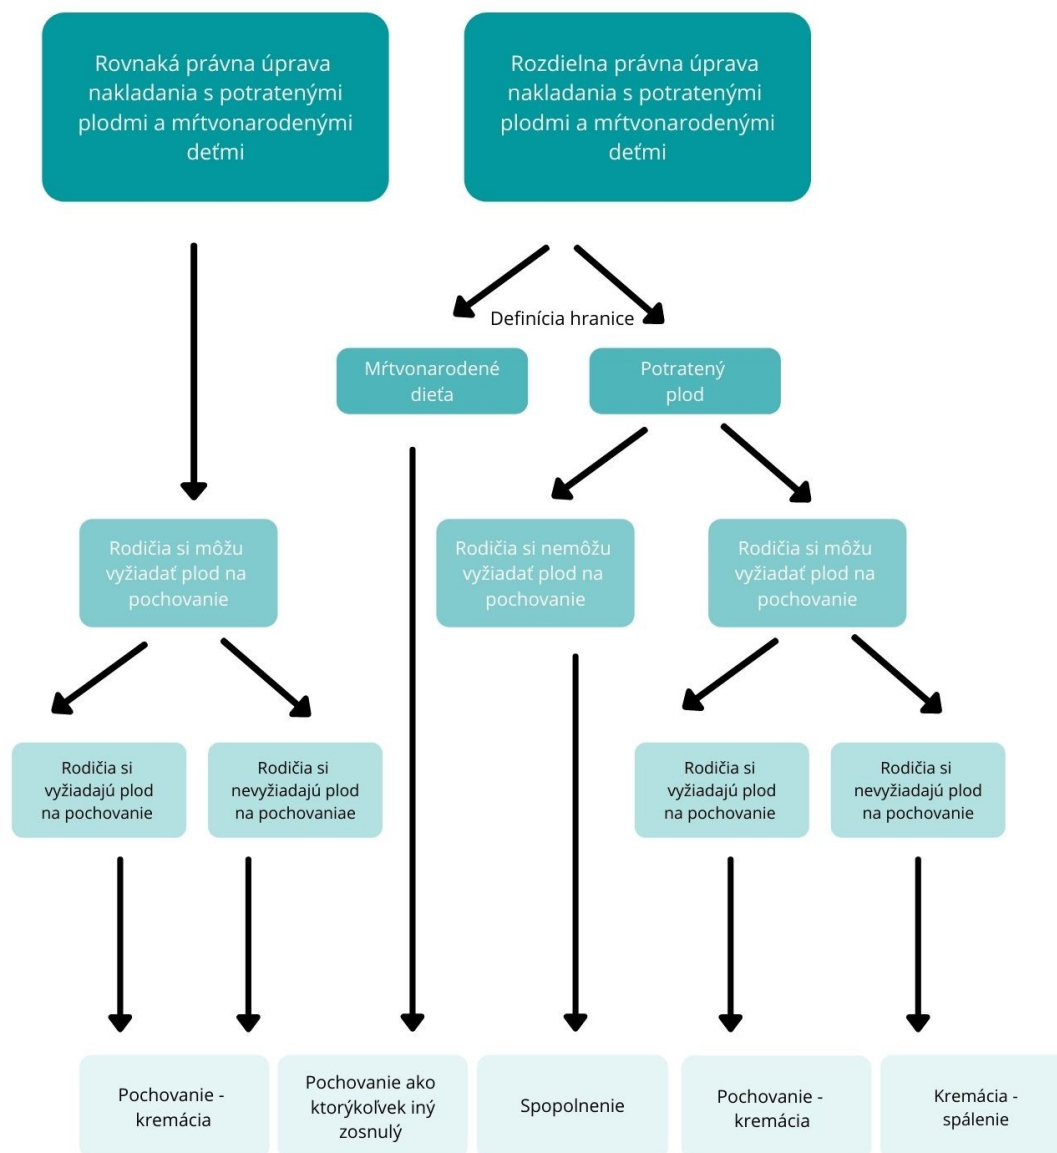 Rovnaká právna úprava
nakladania s potratenými
plodmi a mŕtvonarodenými
deťmi
Rozdielna právna úprava
nakladania s potratenými
plodmi a mŕtvonarodenými
deťmi
Definícia hranice
Mŕtvonarodené
dieťa
Potratený
plod
Rodičia si môžu
vyžiadať plod na
pochovanie
Rodičia si nemôžu
vyžiadať plod na
pochovanie
Rodičia si môžu
vyžiadať plod na
pochovanie
Rodičia si
vyžiadajú plod
na pochovanie
Rodičia si
nevyžiadajú plod
na pochovaniae
Rodičia si
vyžiadajú plod
na pochovanie
Rodičia si
nevyžiadajú plod
na pochovanie
Pochovanie -
kremácia
Pochovanie ako
ktorýkoľvek iný
zosnulý
Spopolnenie
Pochovanie -
kremácia
Kremácia -
spálenie